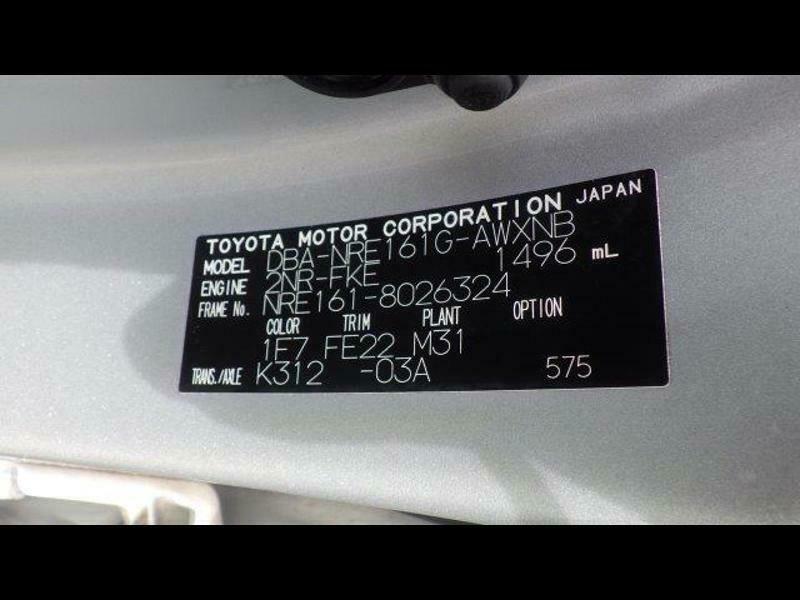 TOYOTA MOTOR CORPORATION JAPAN
MODEL DBA-NRE161G-AWXNB
ENGINE 2NR-FKE 1496 mL
FRAME No. NRE161-8026324
COLOR TRIM PLANT OPTION
1F7 FE22 M31
TRANS./AXLE K312 -03A 575